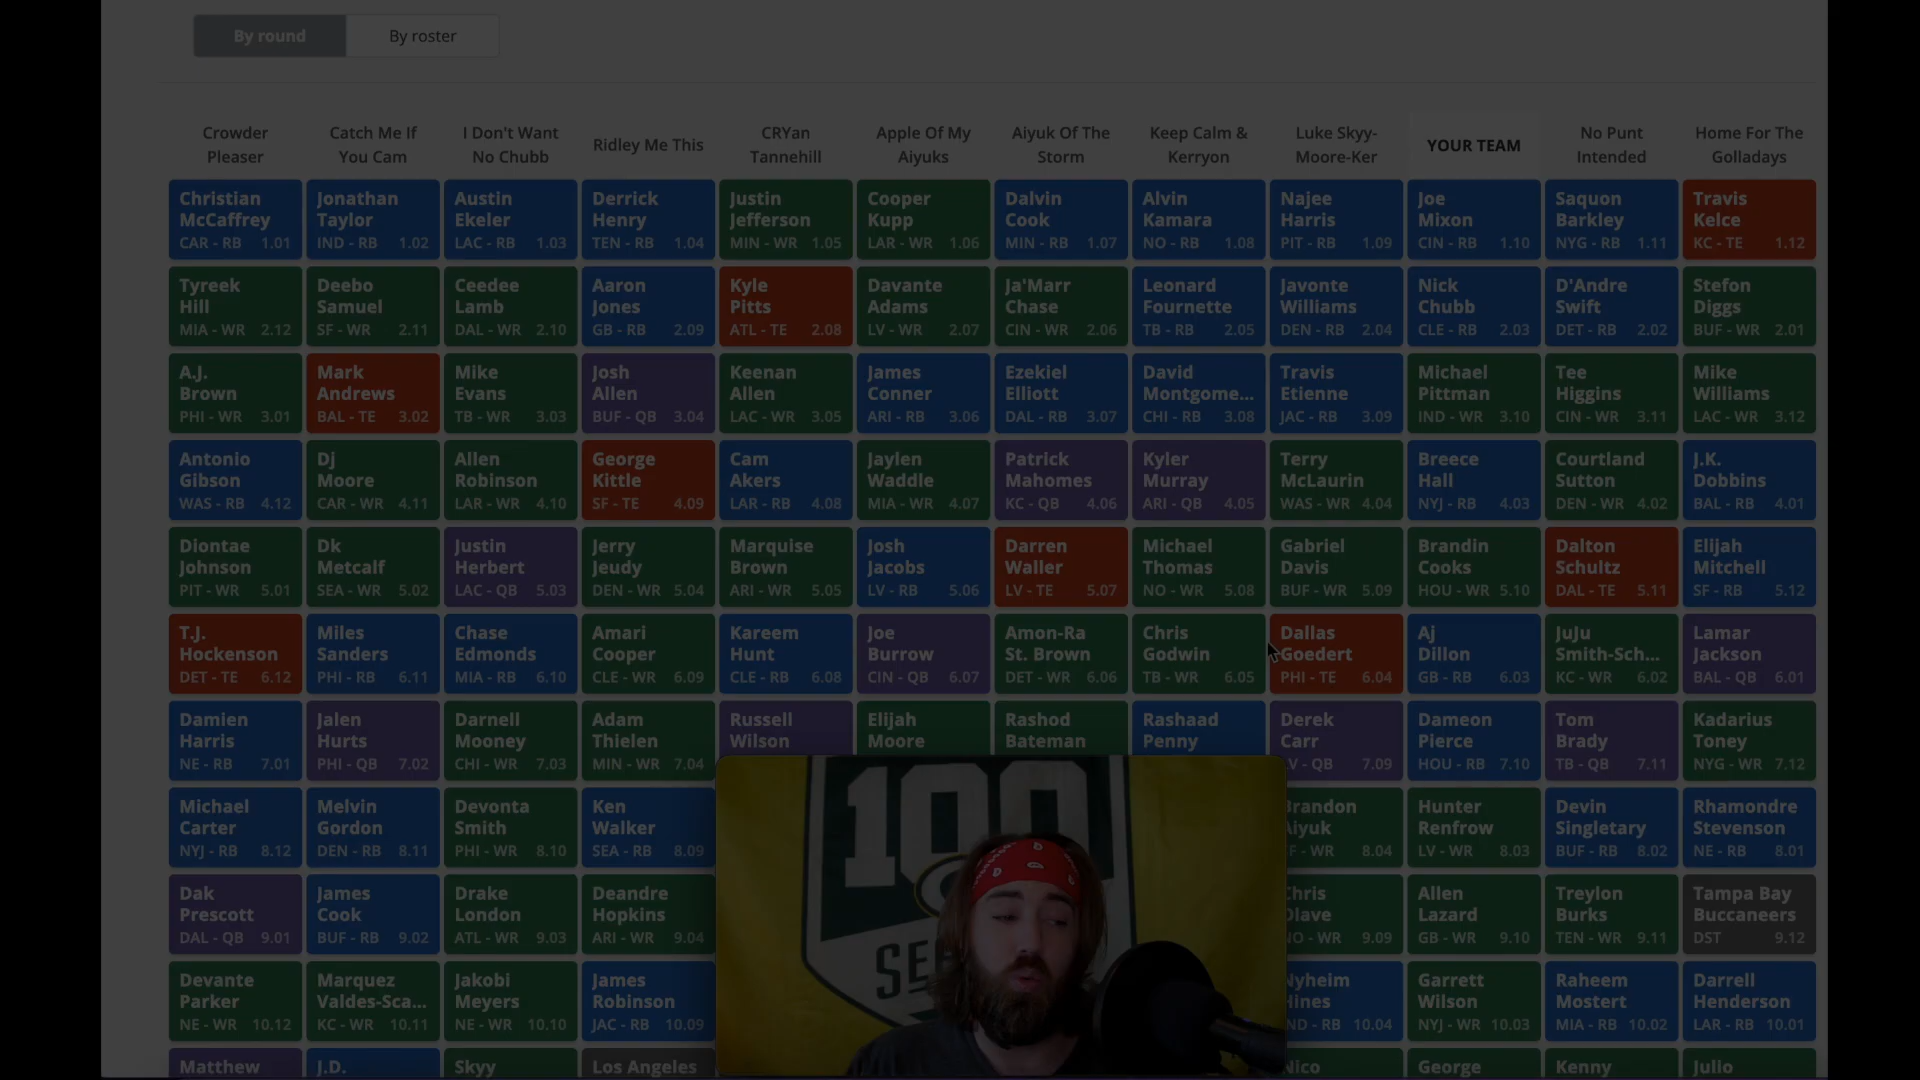 By round
By roster
Crowder
Pleaser
Catch Me If
You Cam
I Don't Want
No Chubb
Ridley Me This
CRYan
Tannehill
Apple Of My
Aiyuks
Aiyuk Of The
Storm
Keep Calm &
Kerryon
Luke Skyy-
Moore-Ker
YOUR TEAM
No Punt
Intended
Home For The
Golladays
Christian
McCaffrey
CAR - RB 1.01
Jonathan
Taylor
IND - RB 1.02
Austin
Ekeler
LAC - RB 1.03
Derrick
Henry
TEN - RB 1.04
Justin
Jefferson
MIN - WR 1.05
Cooper
Kupp
LAR - WR 1.06
Dalvin
Cook
MIN - RB 1.07
Alvin
Kamara
NO - RB 1.08
Najee
Harris
PIT - RB 1.09
Joe
Mixon
CIN - RB 1.10
Saquon
Barkley
NYG - RB 1.11
Travis
Kelce
KC - TE 1.12
Tyreek
Hill
MIA - WR 2.12
Deebo
Samuel
SF - WR 2.11
Ceedee
Lamb
DAL - WR 2.10
Aaron
Jones
GB - RB 2.09
Kyle
Pitts
ATL - TE 2.08
Davante
Adams
LV - WR 2.07
Ja'Marr
Chase
CIN - WR 2.06
Leonard
Fournette
TB - RB 2.05
Javonte
Williams
DEN - RB 2.04
Nick
Chubb
CLE - RB 2.03
D'Andre
Swift
DET - RB 2.02
Stefon
Diggs
BUF - WR 2.01
A.J.
Brown
PHI - WR 3.01
Mark
Andrews
BAL - TE 3.02
Mike
Evans
TB - WR 3.03
Josh
Allen
BUF - QB 3.04
Keenan
Allen
LAC - WR 3.05
James
Conner
ARI - RB 3.06
Ezekiel
Elliott
DAL - RB 3.07
David
Montgome...
CHI - RB 3.08
Travis
Etienne
JAC - RB 3.09
Michael
Pittman
IND - WR 3.10
Tee
Higgins
CIN - WR 3.11
Mike
Williams
LAC - WR 3.12
Antonio
Gibson
WAS - RB 4.12
Dj
Moore
CAR - WR 4.11
Allen
Robinson
LAR - WR 4.10
George
Kittle
SF - TE 4.09
Cam
Akers
LAR - RB 4.08
Jaylen
Waddle
MIA - WR 4.07
Patrick
Mahomes
KC - QB 4.06
Kyler
Murray
ARI - QB 4.05
Terry
McLaurin
WAS - WR 4.04
Breece
Hall
NYJ - RB 4.03
Courtland
Sutton
DEN - WR 4.02
J.K.
Dobbins
BAL - RB 4.01
Diontae
Johnson
PIT - WR 5.01
Dk
Metcalf
SEA - WR 5.02
Justin
Herbert
LAC - QB 5.03
Jerry
Jeudy
DEN - WR 5.04
Marquise
Brown
ARI - WR 5.05
Josh
Jacobs
LV - RB 5.06
Darren
Waller
LV - TE 5.07
Michael
Thomas
NO - WR 5.08
Gabriel
Davis
BUF - WR 5.09
Brandin
Cooks
HOU - WR 5.10
Dalton
Schultz
DAL - TE 5.11
Elijah
Mitchell
SF - RB 5.12
T.J.
Hockenson
DET - TE 6.12
Miles
Sanders
PHI - RB 6.11
Chase
Edmonds
MIA - RB 6.10
Amari
Cooper
CLE - WR 6.09
Kareem
Hunt
CLE - RB 6.08
Joe
Burrow
CIN - QB 6.07
Amon-Ra
St. Brown
DET - WR 6.06
Chris
Godwin
TB - WR 6.05
Dallas
Goedert
PHI - TE 6.04
Aj
Dillon
GB - RB 6.03
JuJu
Smith-Sch...
KC - WR 6.02
Lamar
Jackson
BAL - QB 6.01
Damien
Harris
NE - RB 7.01
Jalen
Hurts
PHI - QB 7.02
Darnell
Mooney
CHI - WR 7.03
Adam
Thielen
MIN - WR 7.04
Russell
Wilson
Elijah
Moore
Rashod
Bateman
Rashaad
Penny
Derek
Carr
V - QB 7.09
Dameon
Pierce
HOU - RB 7.10
Tom
Brady
TB - QB 7.11
Kadarius
Toney
NYG - WR 7.12
Michael
Carter
NYJ - RB 8.12
Melvin
Gordon
DEN - RB 8.11
Devonta
Smith
PHI - WR 8.10
Ken
Walker
SEA - RB 8.09
Brandon
Aiyuk
F - WR 8.04
Hunter
Renfrow
LV - WR 8.03
Devin
Singletary
BUF - RB 8.02
Rhamondre
Stevenson
NE - RB 8.01
Dak
Prescott
DAL - QB 9.01
James
Cook
BUF - RB 9.02
Drake
London
ATL - WR 9.03
Deandre
Hopkins
ARI - WR 9.04
Chris
Olave
NO - WR 9.09
Allen
Lazard
GB - WR 9.10
Treylon
Burks
TEN - WR 9.11
Tampa Bay
Buccaneers
DST 9.12
Devante
Parker
NE - WR 10.12
Marquez
Valdes-Sca...
KC - WR 10.11
Jakobi
Meyers
NE - WR 10.10
James
Robinson
JAC - RB 10.09
Nyheim
Hines
ND - RB 10.04
Garrett
Wilson
NYJ - WR 10.03
Raheem
Mostert
MIA - RB 10.02
Darrell
Henderson
LAR - RB 10.01
Matthew
J.D.
Skyy
Los Angeles
Nico
George
Kenny
Julio
100
SE